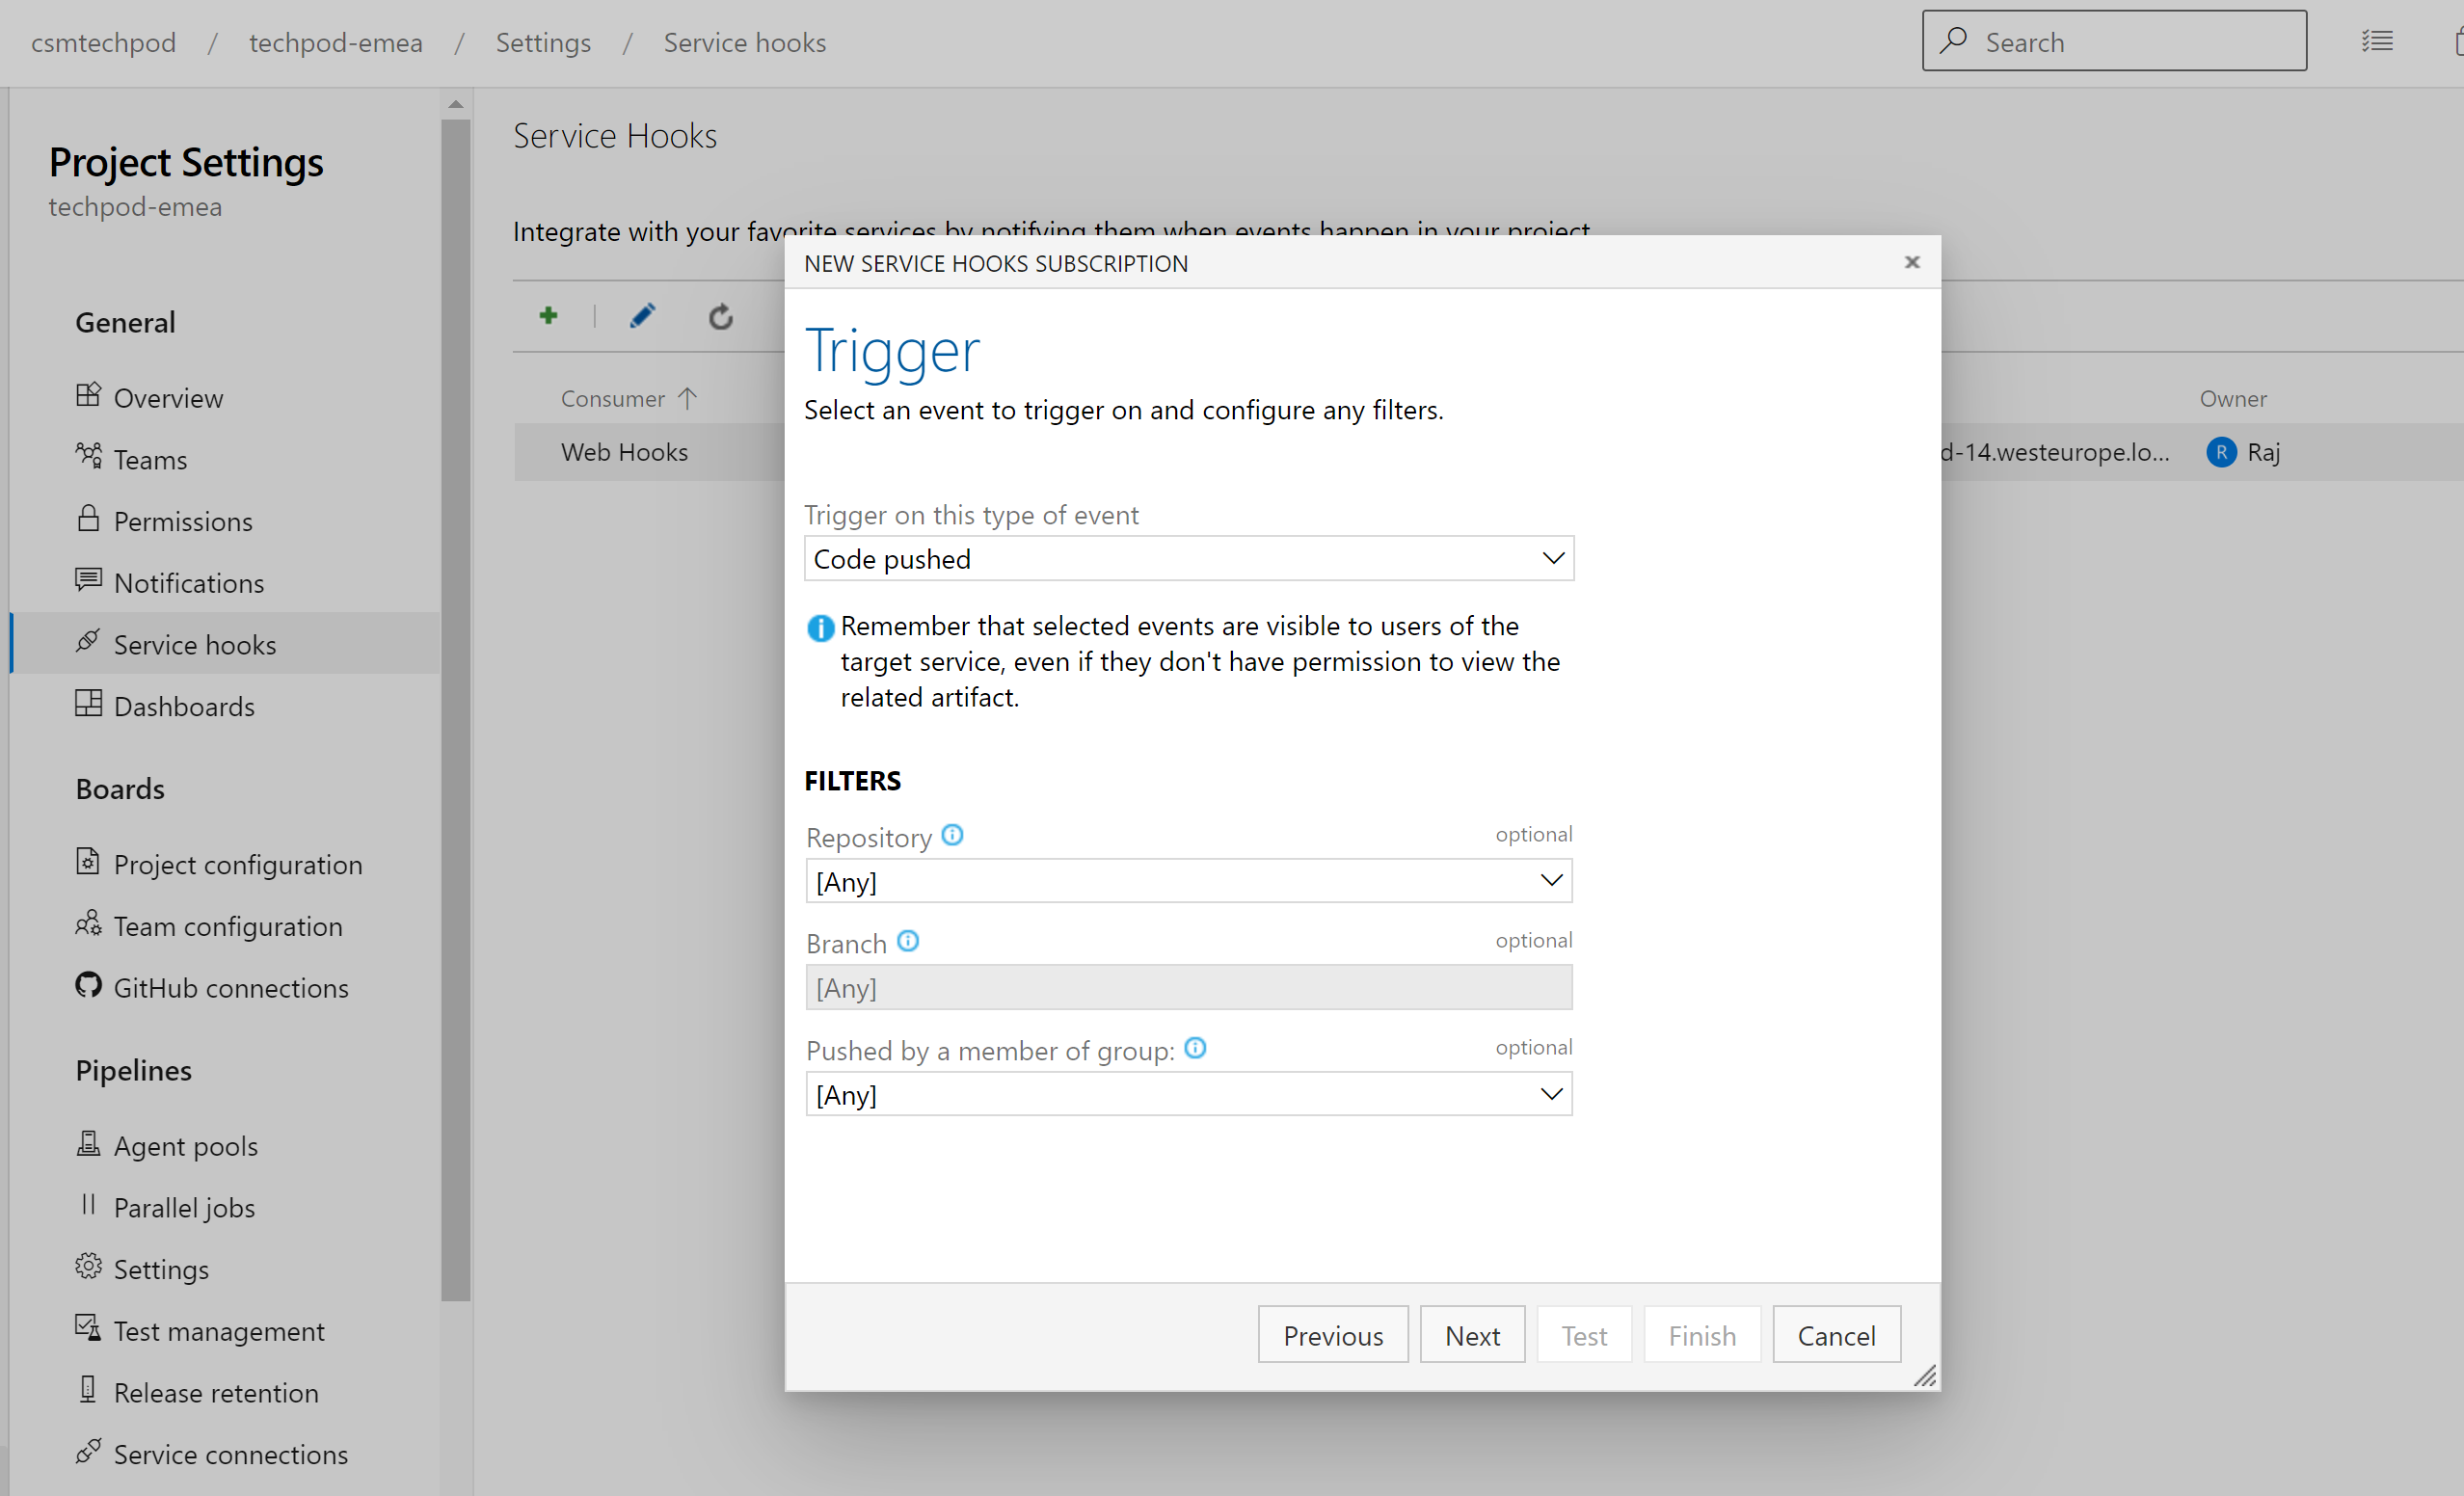 csmtechpod / techpod-emea / Settings / Service hooks
Search
Project Settings
techpod-emea
General
Overview
Teams
Permissions
Notifications
Service hooks
Dashboards
Boards
Project configuration
Team configuration
GitHub connections
Pipelines
Agent pools
Parallel jobs
Settings
Test management
Release retention
Service connections
Service Hooks
Integrate with your favorite services by notifying them when events happen in your project
Consumer
Owner
Web Hooks
d-14.westeurope.lo...
R Raj
NEW SERVICE HOOKS SUBSCRIPTION
Trigger
Select an event to trigger on and configure any filters.
Trigger on this type of event
Code pushed
Remember that selected events are visible to users of the
target service, even if they don't have permission to view the
related artifact.
FILTERS
Repository optional
[Any]
Branch optional
[Any]
Pushed by a member of group: optional
[Any]
Previous Next Test Finish Cancel